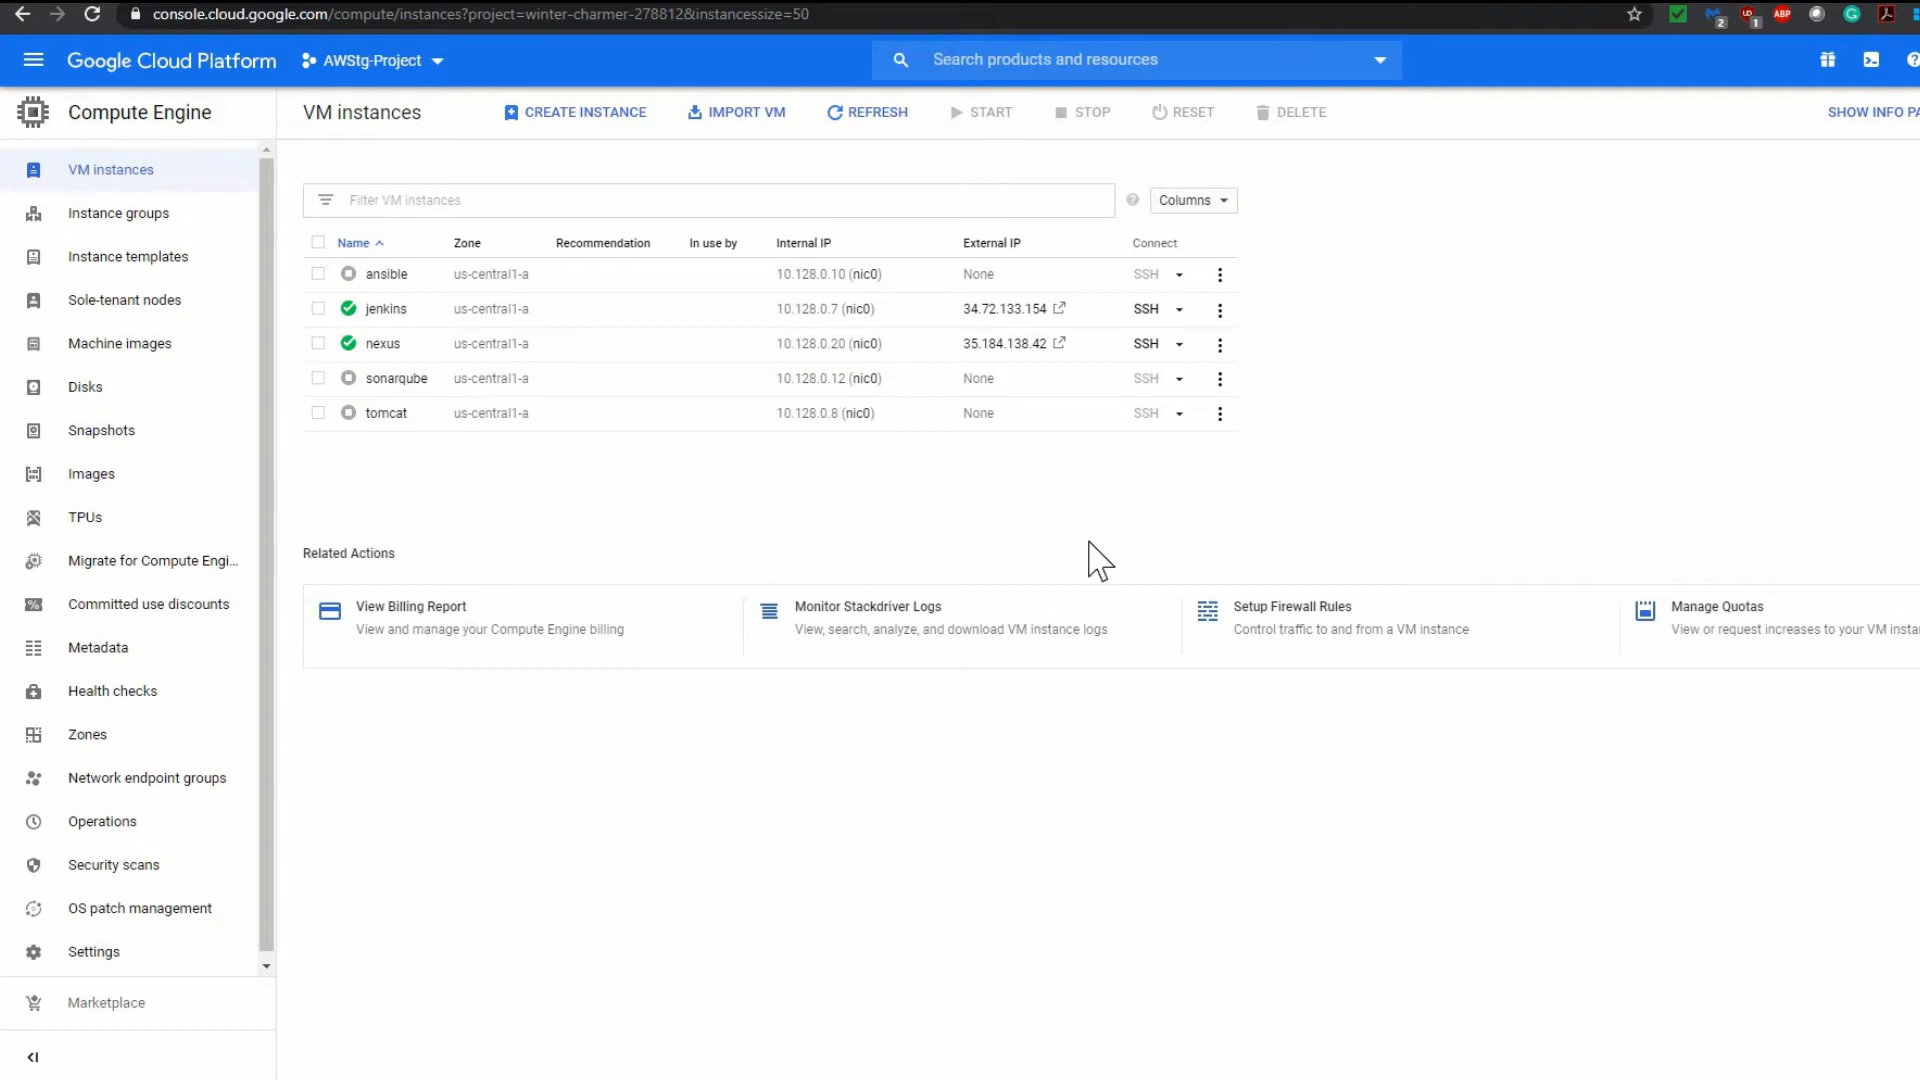 console.cloud.google.com/compute/instances?project=winter-charmer-278812&instancessize=50
2
1
ABP
Google Cloud Platform
AWStg-Project
Search products and resources
Compute Engine
VM instances
CREATE INSTANCE
IMPORT VM
REFRESH
START
STOP
RESET
DELETE
SHOW INFO PA
VM instances
Instance groups
Instance templates
Sole-tenant nodes
Machine images
Disks
Snapshots
Images
TPUs
Migrate for Compute Engi...
Committed use discounts
Metadata
Health checks
Zones
Network endpoint groups
Operations
Security scans
OS patch management
Settings
Marketplace
Filter VM instances
Columns
Name Zone Recommendation In use by Internal IP External IP Connect
ansible us-central1-a 10.128.0.10 (nic0) None SSH
jenkins us-central1-a 10.128.0.7 (nic0) 34.72.133.154 SSH
nexus us-central1-a 10.128.0.20 (nic0) 35.184.138.42 SSH
sonarqube us-central1-a 10.128.0.12 (nic0) None SSH
tomcat us-central1-a 10.128.0.8 (nic0) None SSH
Related Actions
View Billing Report
View and manage your Compute Engine billing
Monitor Stackdriver Logs
View, search, analyze, and download VM instance logs
Setup Firewall Rules
Control traffic to and from a VM instance
Manage Quotas
View or request increases to your VM instan